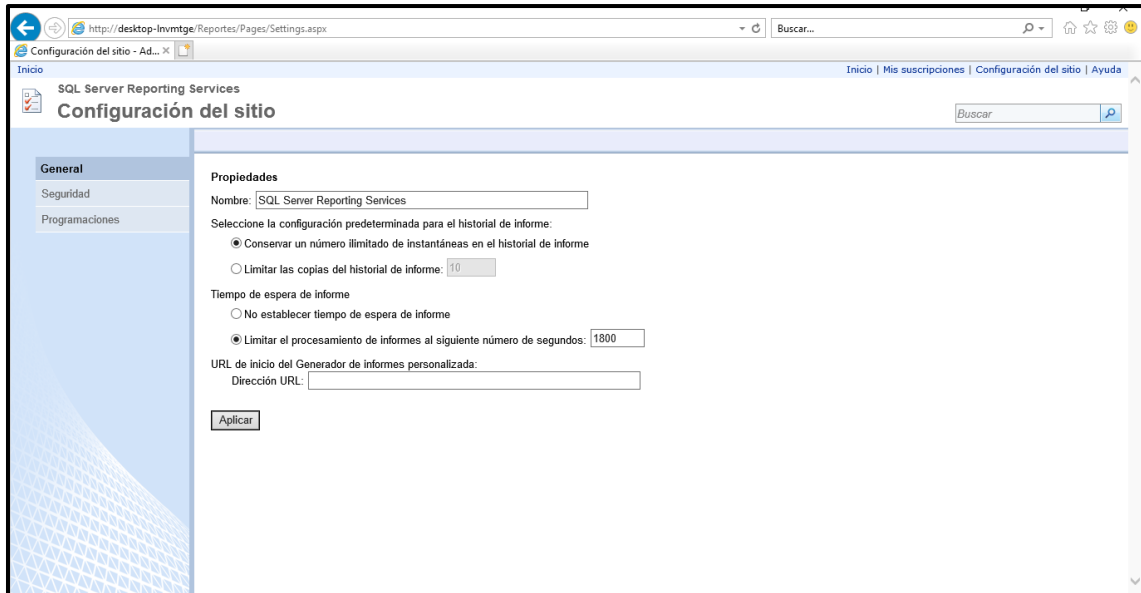 http://desktop-lnvmtge/Reportes/Pages/Settings.aspx
Buscar...
Configuración del sitio - Ad...
Inicio
Inicio | Mis suscripciones | Configuración del sitio | Ayuda
SQL Server Reporting Services
Configuración del sitio
Buscar
General
Seguridad
Programaciones
Propiedades
Nombre: SQL Server Reporting Services
Seleccione la configuración predeterminada para el historial de informe:
Conservar un número ilimitado de instantáneas en el historial de informe
Limitar las copias del historial de informe: 10
Tiempo de espera de informe
No establecer tiempo de espera de informe
Limitar el procesamiento de informes al siguiente número de segundos: 1800
URL de inicio del Generador de informes personalizada:
Dirección URL:
Aplicar